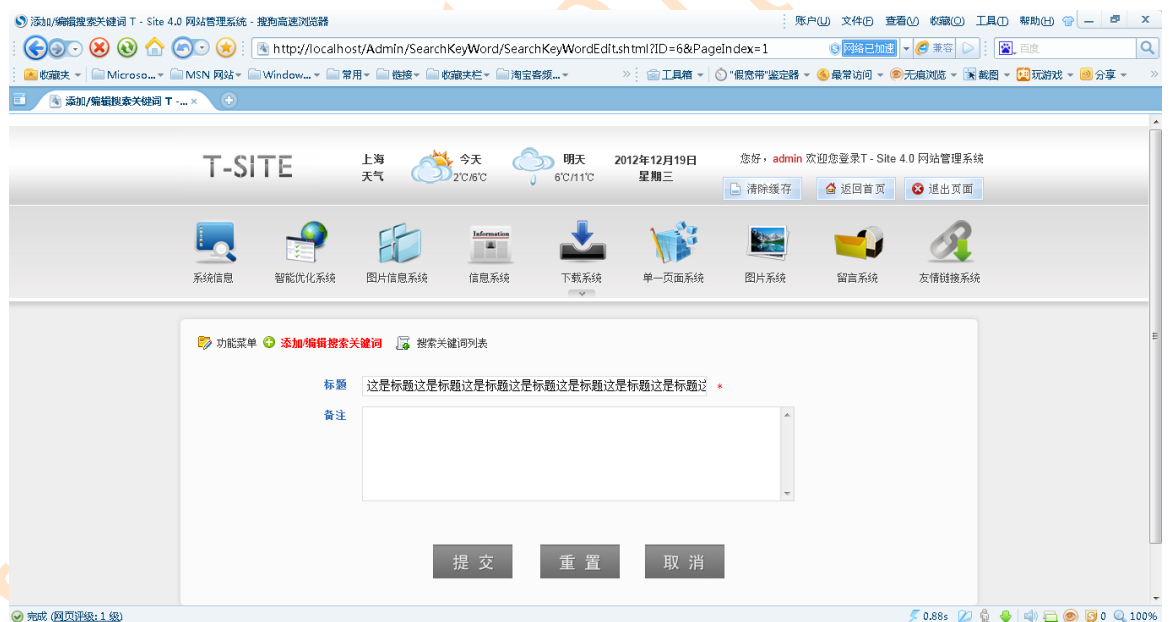 添加/编辑搜索关健词 T - Site 4.0 网站管理系统 - 搜狗高速浏览器
账户(U) 文件(F) 查看(V) 收藏(O) 工具(T) 帮助(H)
http://localhost/Admin/SearchKeyWord/SearchKeyWordEdit.shtml?ID=6&PageIndex=1
网络已加速 兼容 百度
收藏夹 Microso... MSN 网站 Window... 常用 链接 收藏夹栏 淘宝客频... » 工具箱 "假宽带"鉴定器 最常访问 无痕浏览 截图 玩游戏 分享 »
添加/编辑搜索关健词 T -... ×
T-SITE
上海 天气
今天 2℃/6℃
明天 6℃/11℃
2012年12月19日 星期三
您好，admin 欢迎您登录T - Site 4.0 网站管理系统
清除缓存 返回首页 退出页面
系统信息 智能优化系统 图片信息系统 信息系统 下载系统 单一页面系统 图片系统 留言系统 友情链接系统
Information
功能菜单 添加/编辑搜索关健词 搜索关健词列表
标题 这是标题这是标题这是标题这是标题这是标题这是标题这是标题这 *
备注
提 交 重 置 取 消
完成 (网页评级: 1 级) 0.88s 0 100%